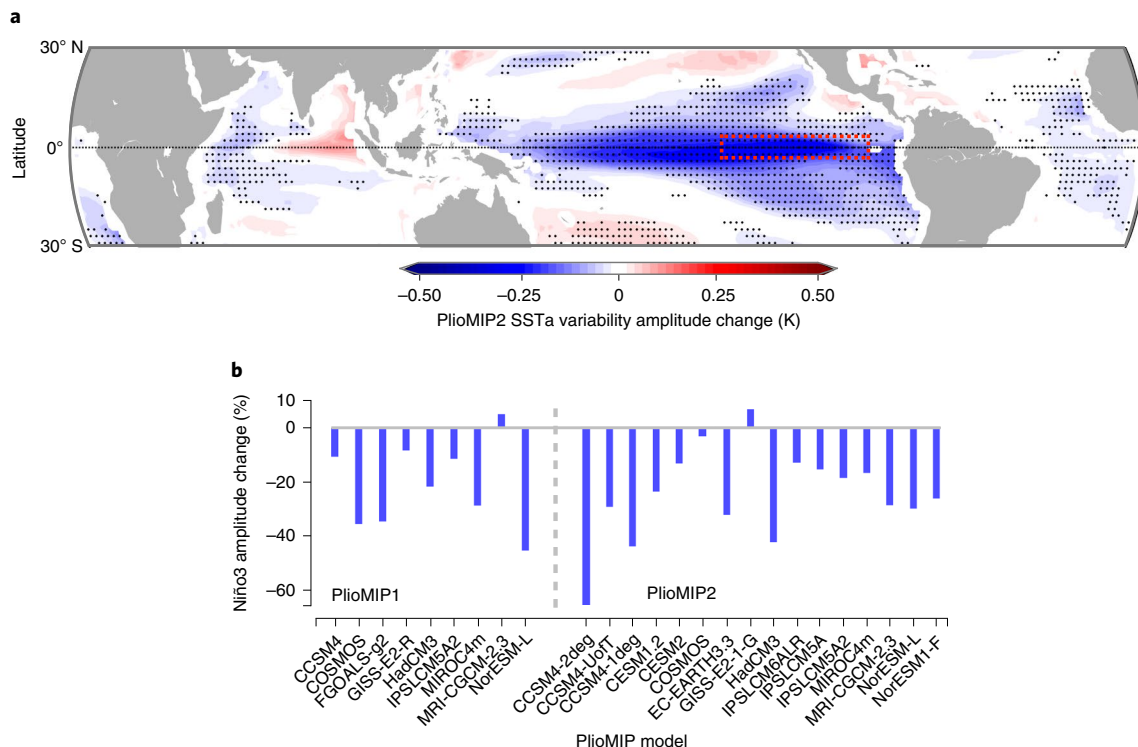 a
30° N
0°
30° S
Latitude
−0.50 −0.25 0 0.25 0.50
PlioMIP2 SSTa variability amplitude change (K)
b
10
0
−20
−40
−60
Niño3 amplitude change (%)
PlioMIP1
PlioMIP2
CCSM4
COSMOS
FGOALS-g2
GISS-E2-R
HadCM3
IPSLCM5A2
MIROC4m
MRI-CGCM-2.3
NorESM-L
CCSM4-2deg
CCSM4-UofT
CCSM4-1deg
CESM1.2
CESM2
COSMOS
EC-EARTH3.3
GISS-E2-1-G
HadCM3
IPSLCM6ALR
IPSLCM5A
IPSLCM5A2
MIROC4m
MRI-CGCM-2.3
NorESM-L
NorESM1-F
PlioMIP model